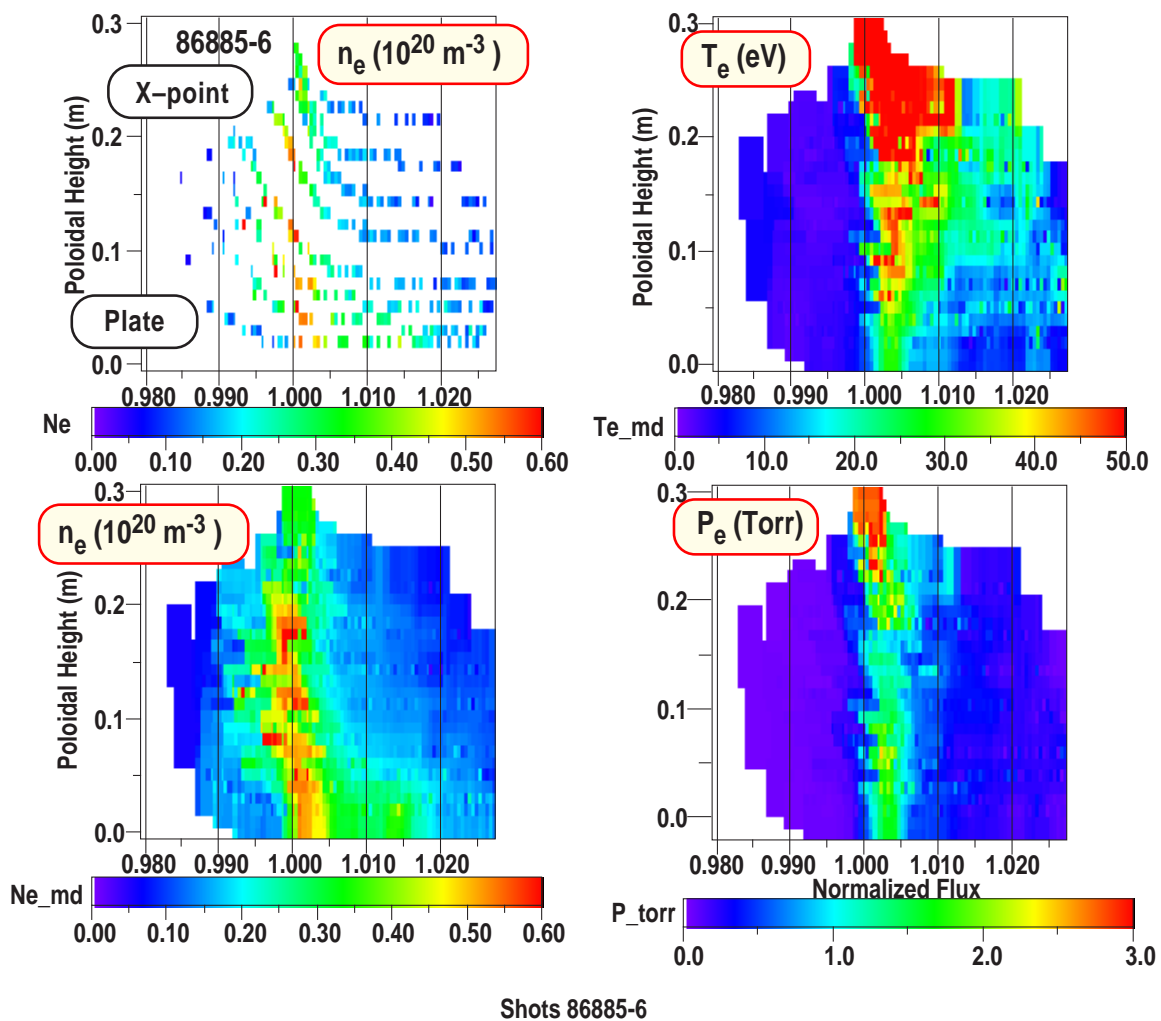 86885-6
n_e (10^20 m^-3 )
X–point
Plate
Poloidal Height (m)
0.3
0.2
0.1
0.0
0.980 0.990 1.000 1.010 1.020
Ne
0.00 0.10 0.20 0.30 0.40 0.50 0.60
T_e (eV)
Poloidal Height (m)
0.3
0.2
0.1
0.0
0.980 0.990 1.000 1.010 1.020
Te_md
0.0 10.0 20.0 30.0 40.0 50.0
n_e (10^20 m^-3 )
Poloidal Height (m)
0.3
0.2
0.1
0.0
0.980 0.990 1.000 1.010 1.020
Ne_md
0.00 0.10 0.20 0.30 0.40 0.50 0.60
P_e (Torr)
0.3
0.2
0.1
0.0
0.980 0.990 1.000 1.010 1.020
Normalized Flux
P_torr
0.0 1.0 2.0 3.0
Shots 86885-6